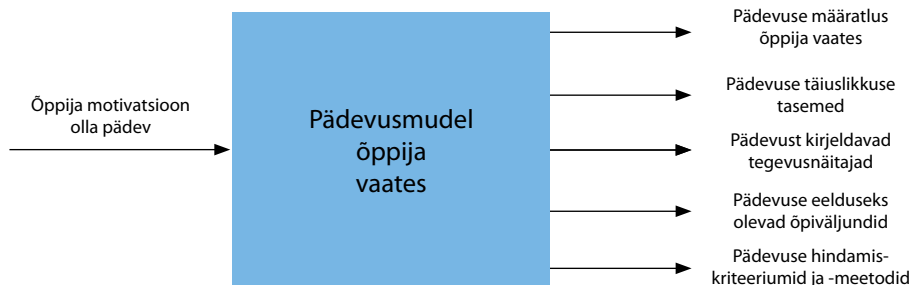 Õppija motivatsioon
olla pädev
Pädevusmudel
õppija
vaates
Pädevuse määratlus
õppija vaates
Pädevuse täiuslikkuse
tasemed
Pädevust kirjeldavad
tegevusnäitajad
Pädevuse eelduseks
olevad õpiväljundid
Pädevuse hindamis-
kriteeriumid ja -meetodid